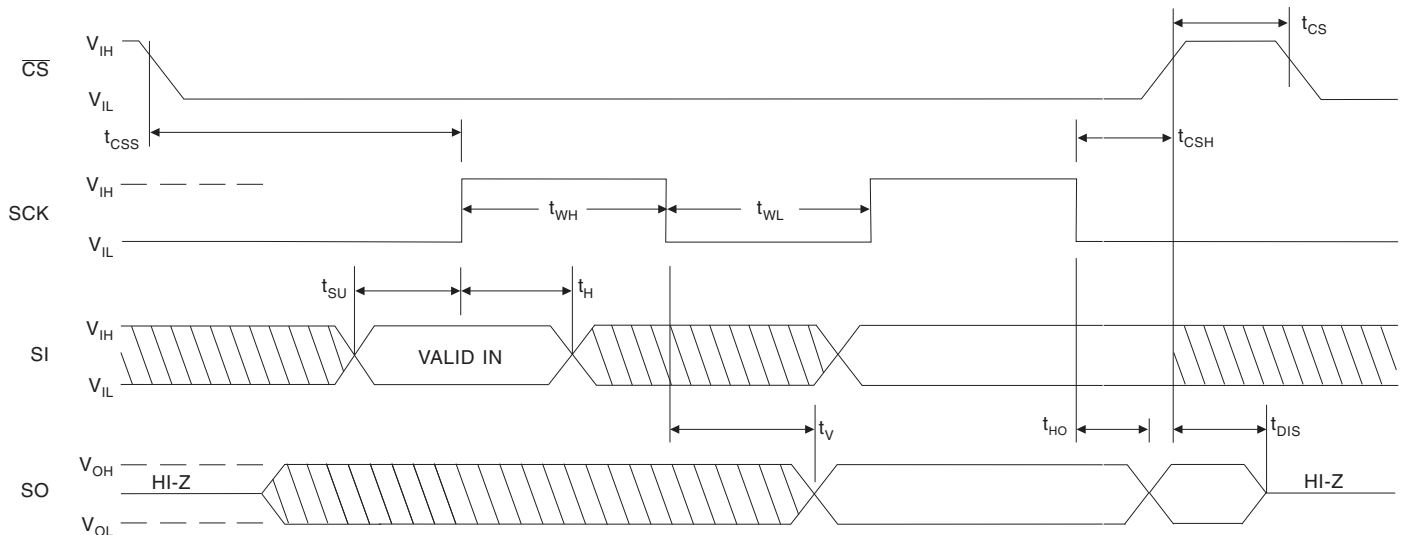 V_IH
t_CS
C̅S̅
V_IL
t_CSS
t_CSH
V_IH
SCK
t_WH
t_WL
V_IL
t_SU
t_H
V_IH
SI
VALID IN
V_IL
t_V
t_HO
t_DIS
V_OH
SO
HI-Z
HI-Z
V_OL